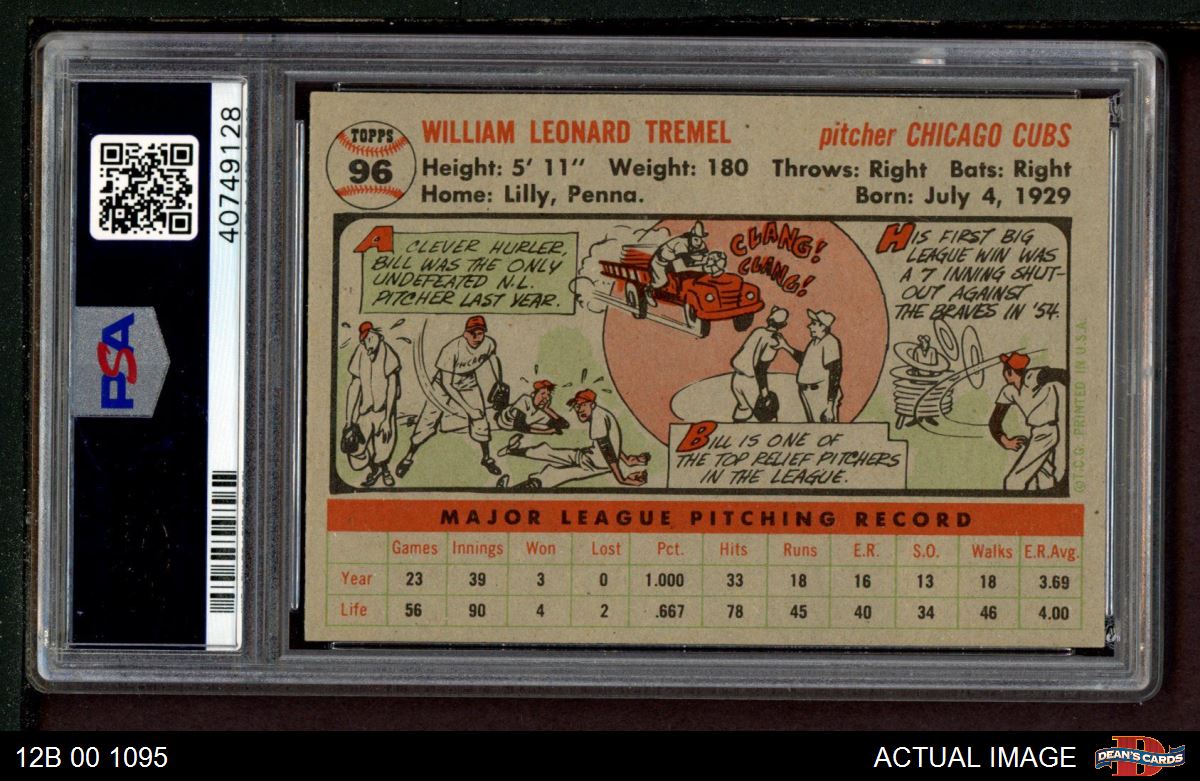 40749128
PSA
TOPPS
96
WILLIAM LEONARD TREMEL pitcher CHICAGO CUBS
Height: 5' 11" Weight: 180 Throws: Right Bats: Right
Home: Lilly, Penna. Born: July 4, 1929
A CLEVER HURLER,
BILL WAS THE ONLY
UNDEFEATED N.L.
PITCHER LAST YEAR.
CHICAGO
CLANG!
CLANG!
BILL IS ONE OF
THE TOP RELIEF PITCHERS
IN THE LEAGUE.
HIS FIRST BIG
LEAGUE WIN WAS
A 7 INNING SHUT-
OUT AGAINST
THE BRAVES IN '54.
© T.C.G. PRINTED IN U.S.A.
MAJOR LEAGUE PITCHING RECORD
Games Innings Won Lost Pct. Hits Runs E.R. S.O. Walks E.R.Avg.
Year 23 39 3 0 1.000 33 18 16 13 18 3.69
Life 56 90 4 2 .667 78 45 40 34 46 4.00
12B 00 1095
ACTUAL IMAGE
D
DEAN'S CARDS